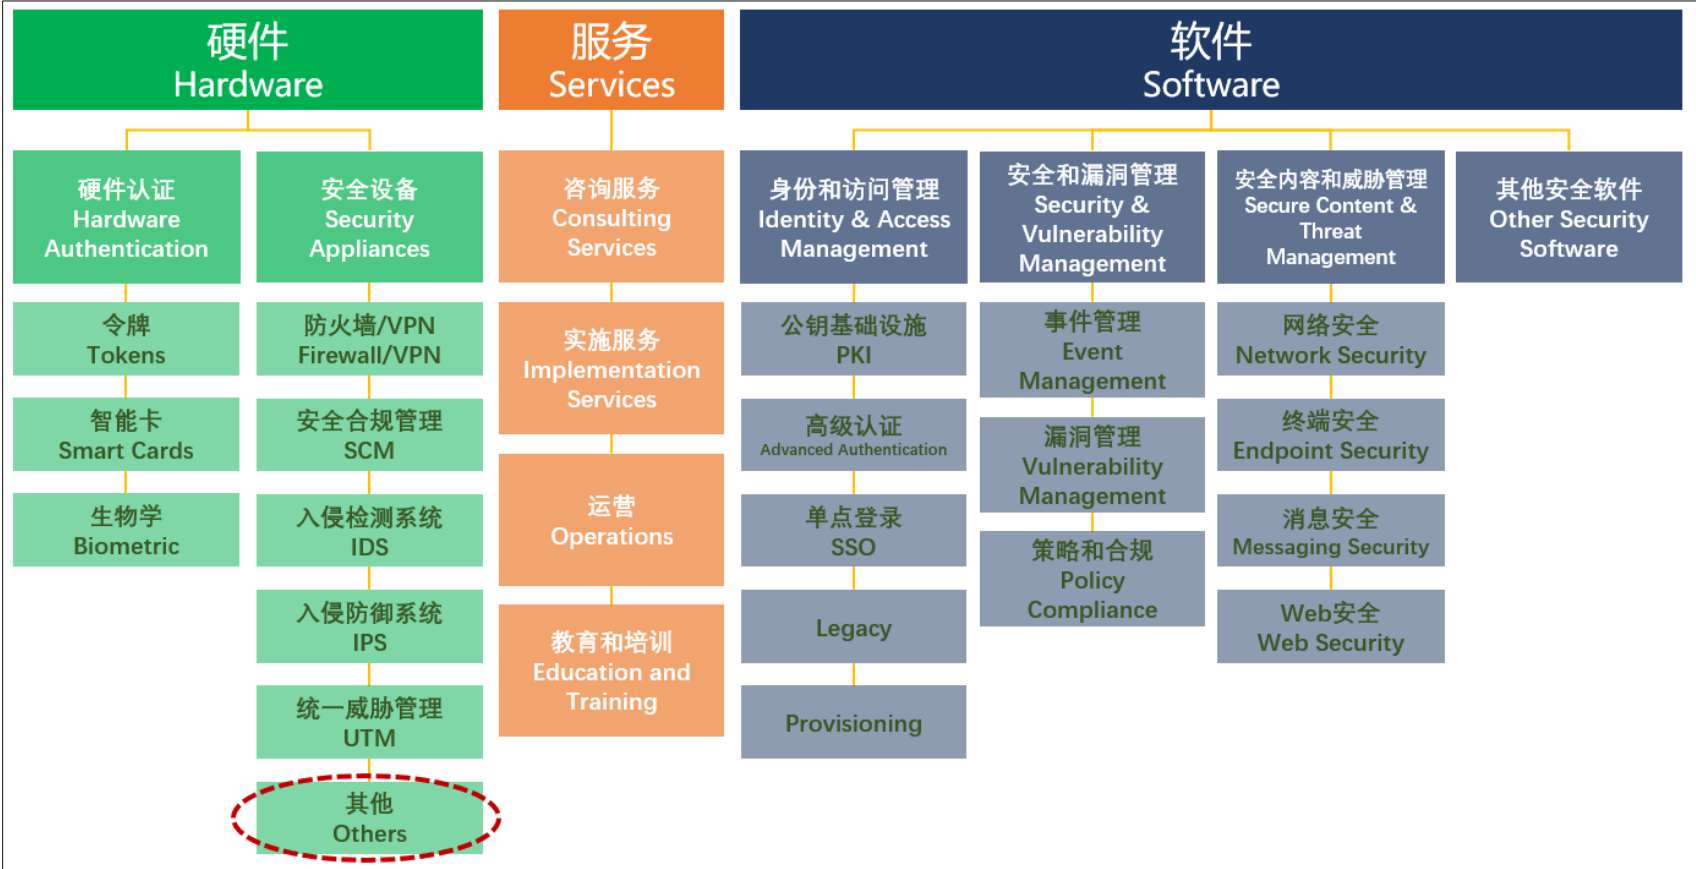 硬件
Hardware
硬件认证
Hardware
Authentication
令牌
Tokens
智能卡
Smart Cards
生物学
Biometric
安全设备
Security
Appliances
防火墙/VPN
Firewall/VPN
安全合规管理
SCM
入侵检测系统
IDS
入侵防御系统
IPS
统一威胁管理
UTM
其他
Others
服务
Services
咨询服务
Consulting
Services
实施服务
Implementation
Services
运营
Operations
教育和培训
Education and
Training
软件
Software
身份和访问管理
Identity & Access
Management
公钥基础设施
PKI
高级认证
Advanced Authentication
单点登录
SSO
Legacy
Provisioning
安全和漏洞管理
Security &
Vulnerability
Management
事件管理
Event
Management
漏洞管理
Vulnerability
Management
策略和合规
Policy
Compliance
安全内容和威胁管理
Secure Content &
Threat
Management
网络安全
Network Security
终端安全
Endpoint Security
消息安全
Messaging Security
Web安全
Web Security
其他安全软件
Other Security
Software